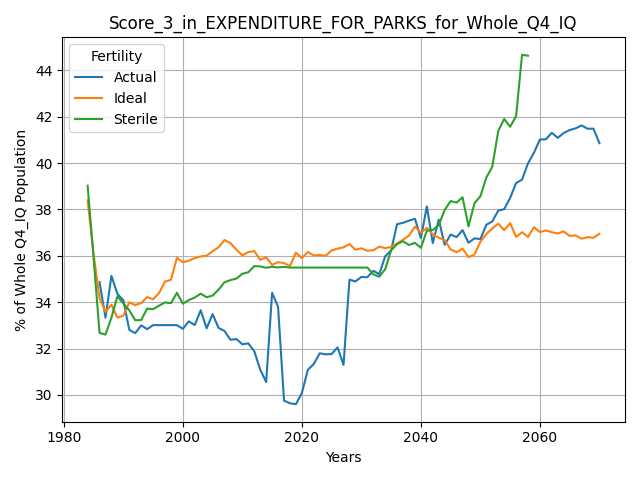 Score_3_in_EXPENDITURE_FOR_PARKS_for_Whole_Q4_IQ
Fertility
Actual
Ideal
Sterile
% of Whole Q4_IQ Population
44
42
40
38
36
34
32
30
1980
2000
2020
2040
2060
Years